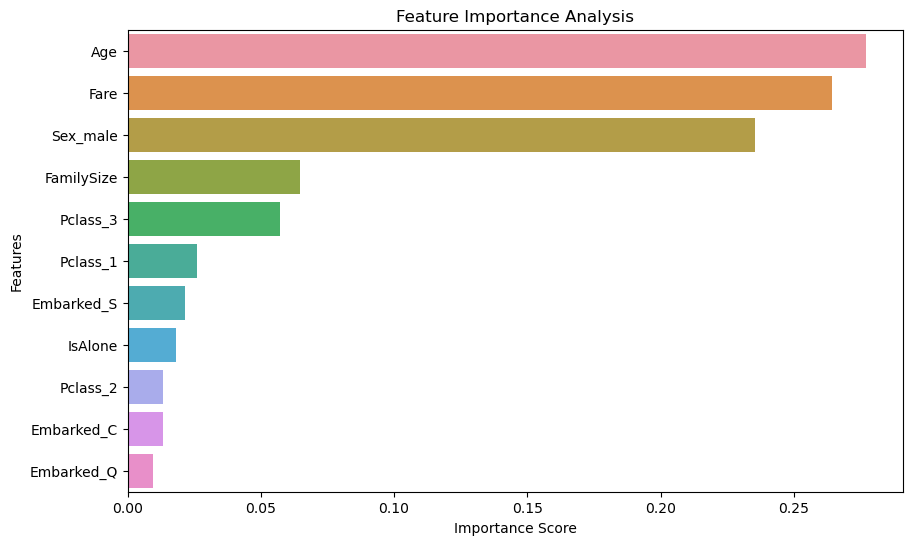 Feature Importance Analysis
Features
Age
Fare
Sex_male
FamilySize
Pclass_3
Pclass_1
Embarked_S
IsAlone
Pclass_2
Embarked_C
Embarked_Q
0.00 0.05 0.10 0.15 0.20 0.25
Importance Score